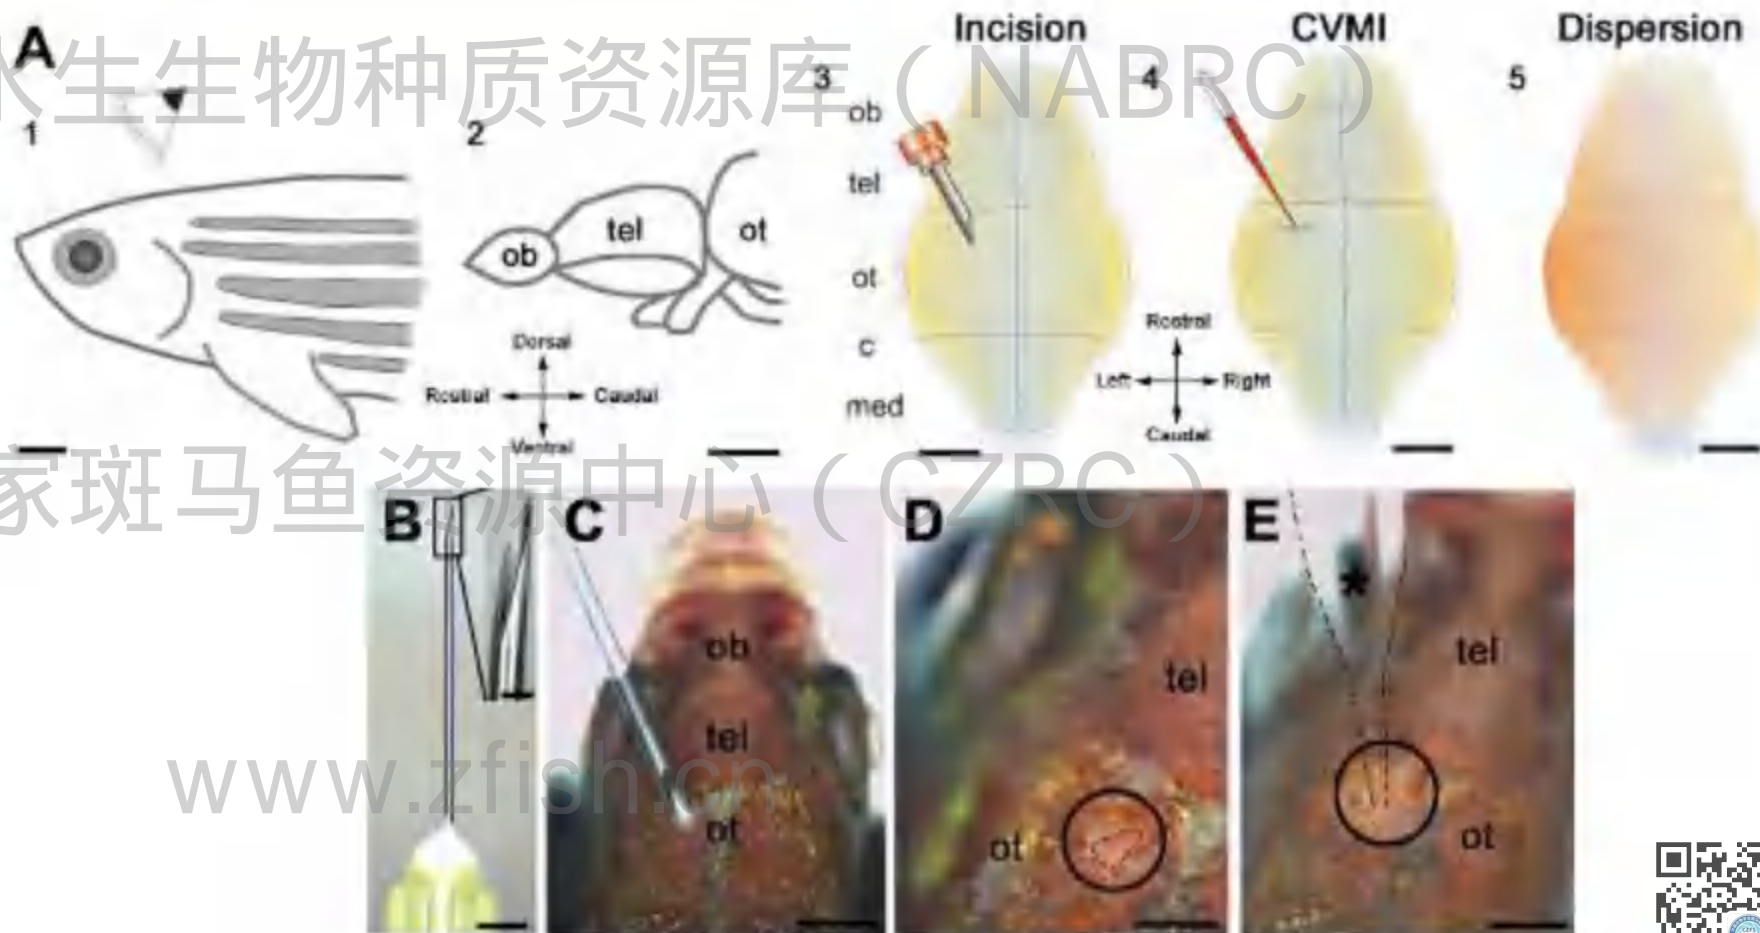 水生生物种质资源库（NABRC）
A
Incision
CVMI
Dispersion
1
2
3
4
5
ob
tel
ot
ob
tel
ot
c
med
Dorsal
Rostral
Caudal
Ventral
Rostral
Left
Right
Caudal
家斑马鱼资源中心（CZRC）
B
C
D
E
*
ob
tel
ot
tel
ot
tel
ot
www.zfish.cn